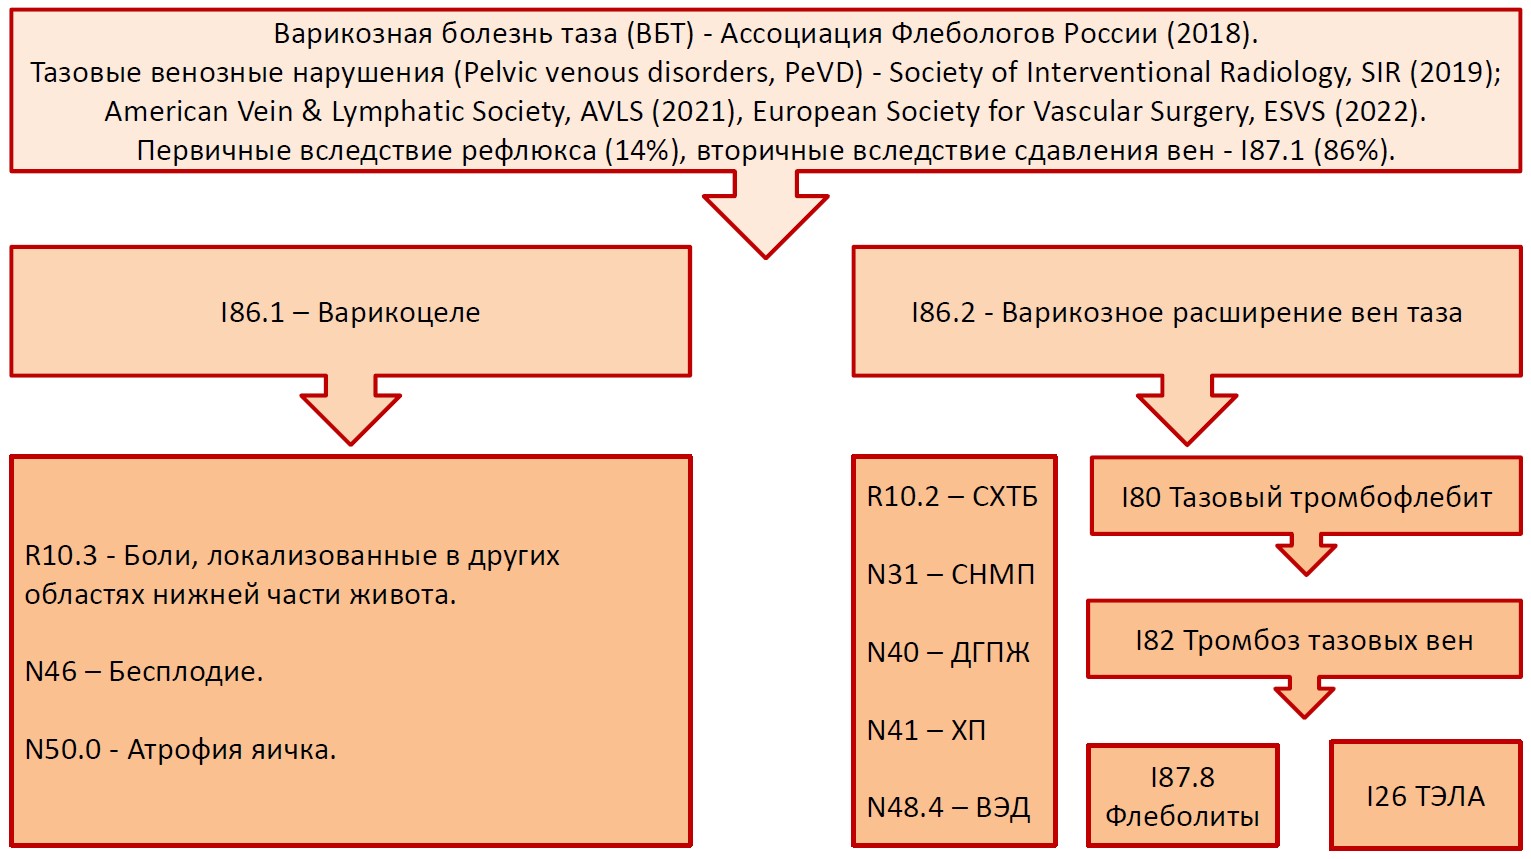 Варикозная болезнь таза (ВБТ) - Ассоциация Флебологов России (2018).
Тазовые венозные нарушения (Pelvic venous disorders, PeVD) - Society of Interventional Radiology, SIR (2019);
American Vein & Lymphatic Society, AVLS (2021), European Society for Vascular Surgery, ESVS (2022).
Первичные вследствие рефлюкса (14%), вторичные вследствие сдавления вен - I87.1 (86%).
I86.1 – Варикоцеле
I86.2 - Варикозное расширение вен таза
R10.3 - Боли, локализованные в других
областях нижней части живота.
N46 – Бесплодие.
N50.0 - Атрофия яичка.
R10.2 – СХТБ
N31 – СНМП
N40 – ДГПЖ
N41 – ХП
N48.4 – ВЭД
I80 Тазовый тромбофлебит
I82 Тромбоз тазовых вен
I87.8
Флеболиты
I26 ТЭЛА